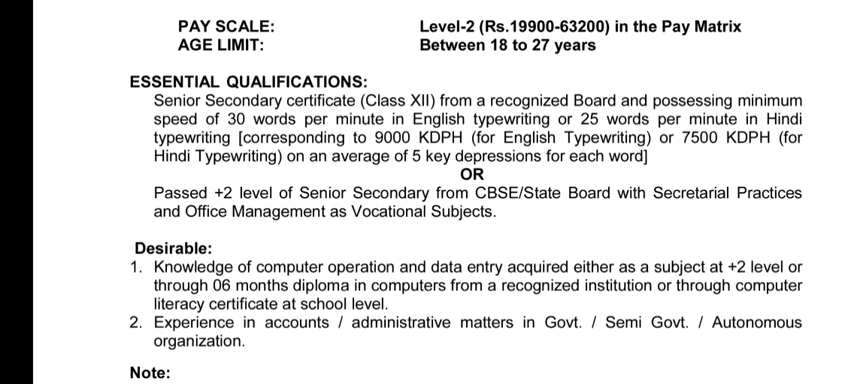 PAY SCALE: Level-2 (Rs.19900-63200) in the Pay Matrix
AGE LIMIT: Between 18 to 27 years
ESSENTIAL QUALIFICATIONS:
Senior Secondary certificate (Class XII) from a recognized Board and possessing minimum
speed of 30 words per minute in English typewriting or 25 words per minute in Hindi
typewriting [corresponding to 9000 KDPH (for English Typewriting) or 7500 KDPH (for
Hindi Typewriting) on an average of 5 key depressions for each word]
OR
Passed +2 level of Senior Secondary from CBSE/State Board with Secretarial Practices
and Office Management as Vocational Subjects.
Desirable:
1. Knowledge of computer operation and data entry acquired either as a subject at +2 level or
through 06 months diploma in computers from a recognized institution or through computer
literacy certificate at school level.
2. Experience in accounts / administrative matters in Govt. / Semi Govt. / Autonomous
organization.
Note: